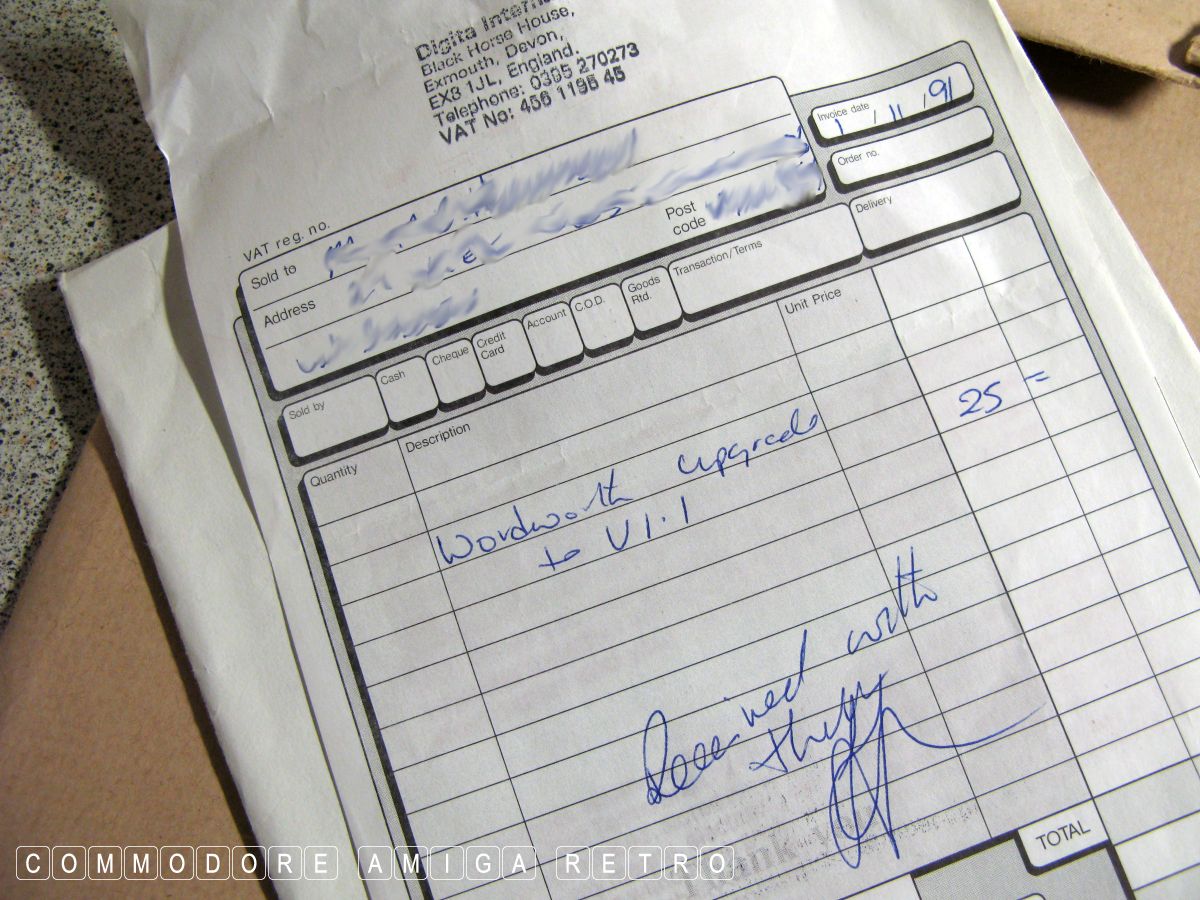 Digita Interna
Black Horse House,
Exmouth, Devon,
EX8 1JL, England.
Telephone: 0395 270273
VAT No: 456 1195 45
Invoice date
1 / 11 / 91
Order no.
VAT reg. no.
Sold to
Address
Post
code
Delivery
Sold by
Cash
Cheque
Credit
Card
Account
C.O.D.
Goods
Rtd.
Transaction/Terms
Quantity
Description
Unit Price
Wordworth upgrade
25 =
to V1.1
Received with
thanks
TOTAL
COMMODORE AMIGA RETRO